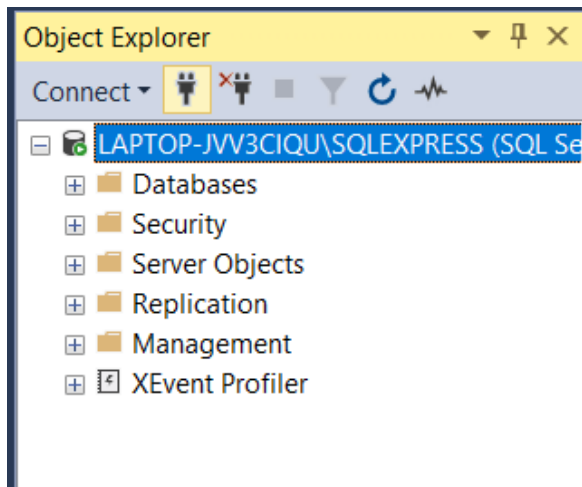 Object Explorer
Connect
LAPTOP-JVV3CIQU\SQLEXPRESS (SQL Se
Databases
Security
Server Objects
Replication
Management
XEvent Profiler